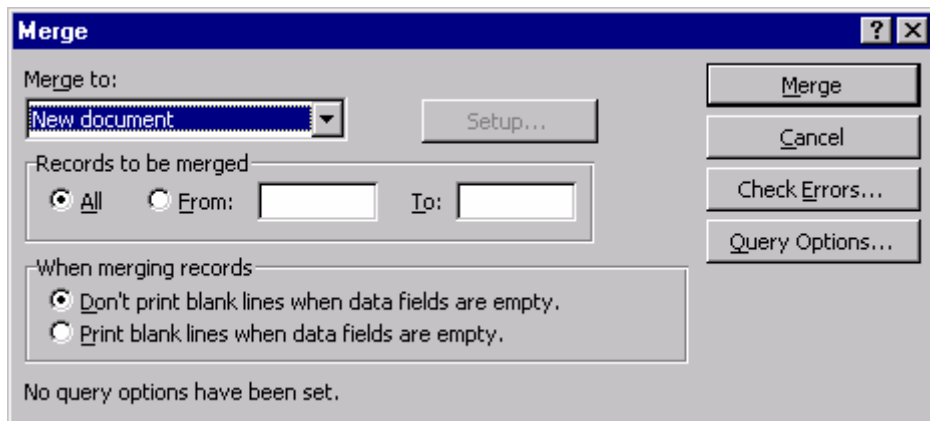 Merge
Merge to:
New document
Setup...
Merge
Cancel
Check Errors...
Query Options...
Records to be merged
All From: To:
When merging records
Don't print blank lines when data fields are empty.
Print blank lines when data fields are empty.
No query options have been set.